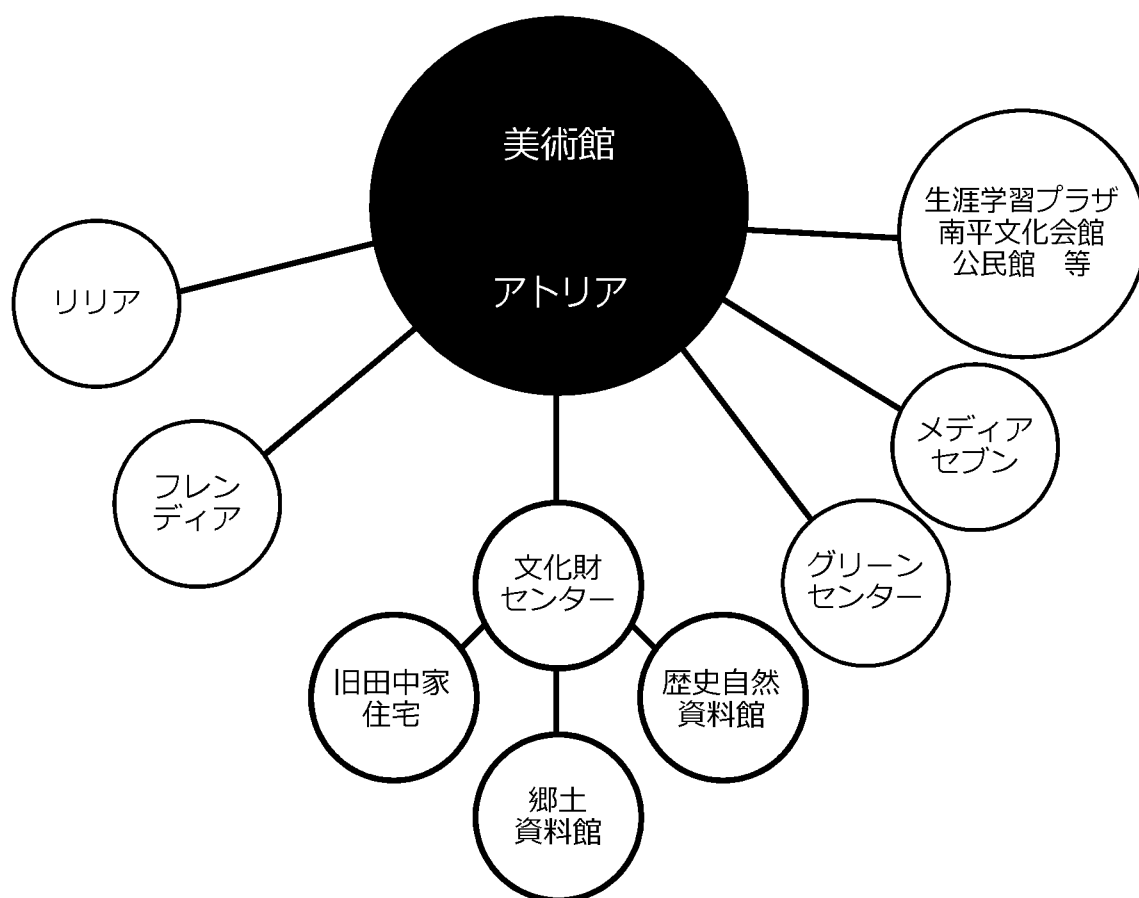 美術館
アトリア
生涯学習プラザ
南平文化会館
公民館　等
リリア
メディア
セブン
フレン
ディア
文化財
センター
グリーン
センター
旧田中家
住宅
歴史自然
資料館
郷土
資料館